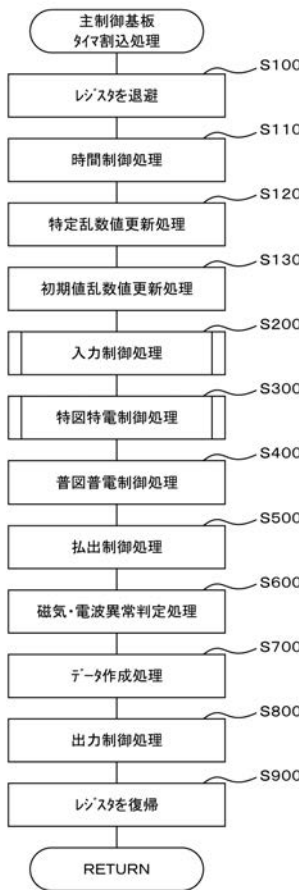 主制御基板
タイマ割込処理
S100
レジスタを退避
S110
時間制御処理
S120
特定乱数値更新処理
S130
初期値乱数値更新処理
S200
入力制御処理
S300
特図特電制御処理
S400
普図普電制御処理
S500
払出制御処理
S600
磁気・電波異常判定処理
S700
データ作成処理
S800
出力制御処理
S900
レジスタを復帰
RETURN